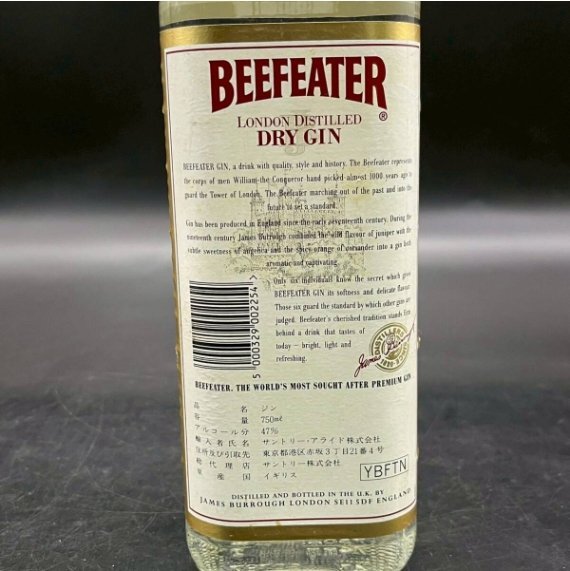 BEEFEATER
®
LONDON DISTILLED
DRY GIN
BEEFEATER GIN, a drink with quality, style and history. The Beefeater represents
the corps of men William the Conqueror hand picked almost 1000 years ago to
guard the Tower of London. The Beefeater marching out of the past and into the
future to set a standard.
Gin has been produced in England since the early seventeenth century. During the
nineteenth century James Burrough combined the wild flavour of juniper with the
subtle sweetness of angelica and the spicy orange of coriander into a gin both
aromatic and captivating.
Only six individuals know the secret which gives
BEEFEATER GIN its softness and delicate flavour.
Those six guard the standard by which other gins are
judged. Beefeater's cherished tradition stands firm
behind a drink that tastes of
today - bright, light and
refreshing.
5 000329 002254 >
BEEFEATER. THE WORLD'S MOST SOUGHT AFTER PREMIUM GIN
品名 ジン
容量 750mℓ
アルコール分 47%
輸入者氏名 サントリー・アライド株式会社
住所及び引取先 東京都港区赤坂3丁目21番4号
総代理店 サントリー株式会社
原産国 イギリス
YBFTN
DISTILLED AND BOTTLED IN THE U.K. BY
JAMES BURROUGH LONDON SE11 5DF ENGLAND